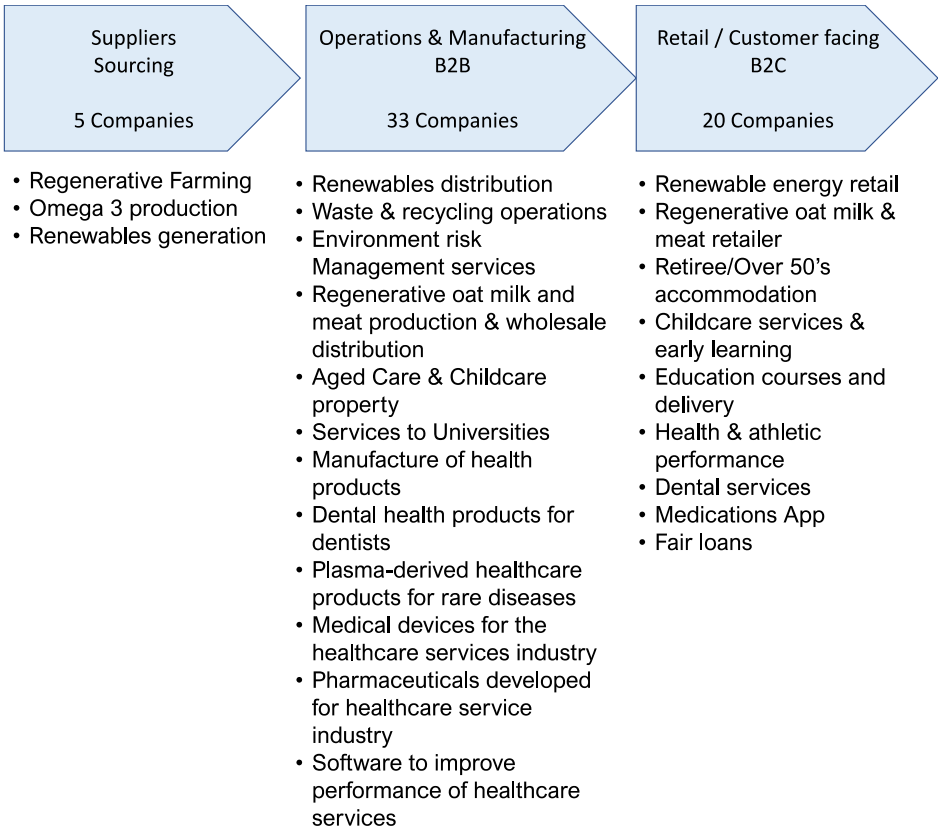 Suppliers
Sourcing
5 Companies
• Regenerative Farming
• Omega 3 production
• Renewables generation
Operations & Manufacturing
B2B
33 Companies
• Renewables distribution
• Waste & recycling operations
• Environment risk
Management services
• Regenerative oat milk and
meat production & wholesale
distribution
• Aged Care & Childcare
property
• Services to Universities
• Manufacture of health
products
• Dental health products for
dentists
• Plasma-derived healthcare
products for rare diseases
• Medical devices for the
healthcare services industry
• Pharmaceuticals developed
for healthcare service
industry
• Software to improve
performance of healthcare
services
Retail / Customer facing
B2C
20 Companies
• Renewable energy retail
• Regenerative oat milk &
meat retailer
• Retiree/Over 50's
accommodation
• Childcare services &
early learning
• Education courses and
delivery
• Health & athletic
performance
• Dental services
• Medications App
• Fair loans